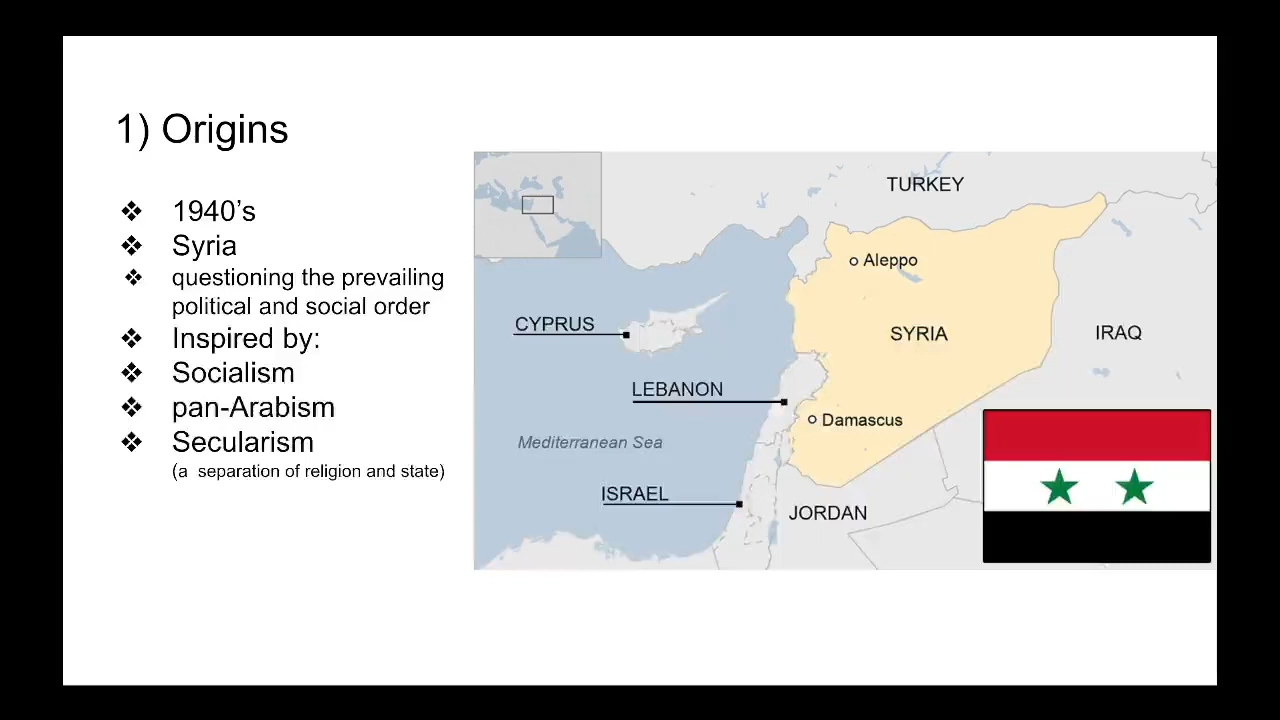 1) Origins
❖ 1940’s
❖ Syria
❖ questioning the prevailing
political and social order
❖ Inspired by:
❖ Socialism
❖ pan-Arabism
❖ Secularism
(a separation of religion and state)
TURKEY
Aleppo
CYPRUS
SYRIA
IRAQ
LEBANON
Damascus
Mediterranean Sea
ISRAEL
JORDAN